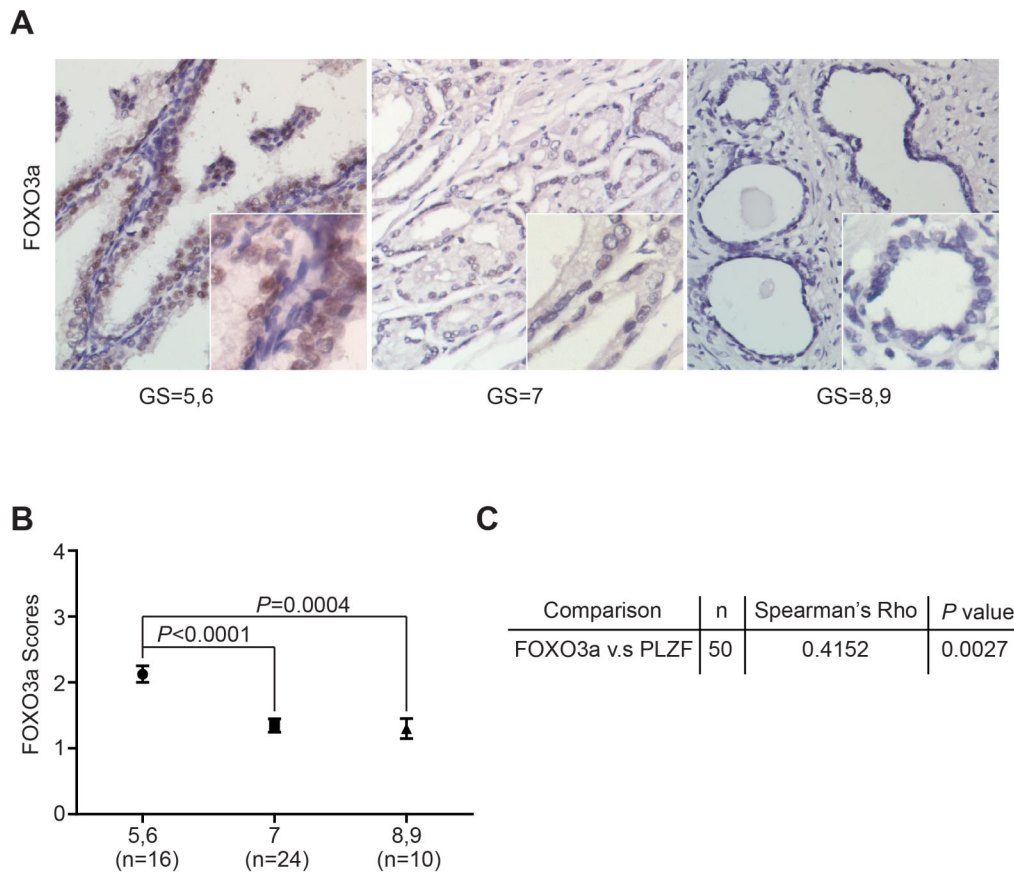 A
FOXO3a
GS=5,6
GS=7
GS=8,9
B
FOXO3a Scores
4
3
2
1
0
P=0.0004
P<0.0001
5,6
(n=16)
7
(n=24)
8,9
(n=10)
C
Comparison n Spearman’s Rho P value
FOXO3a v.s PLZF 50 0.4152 0.0027